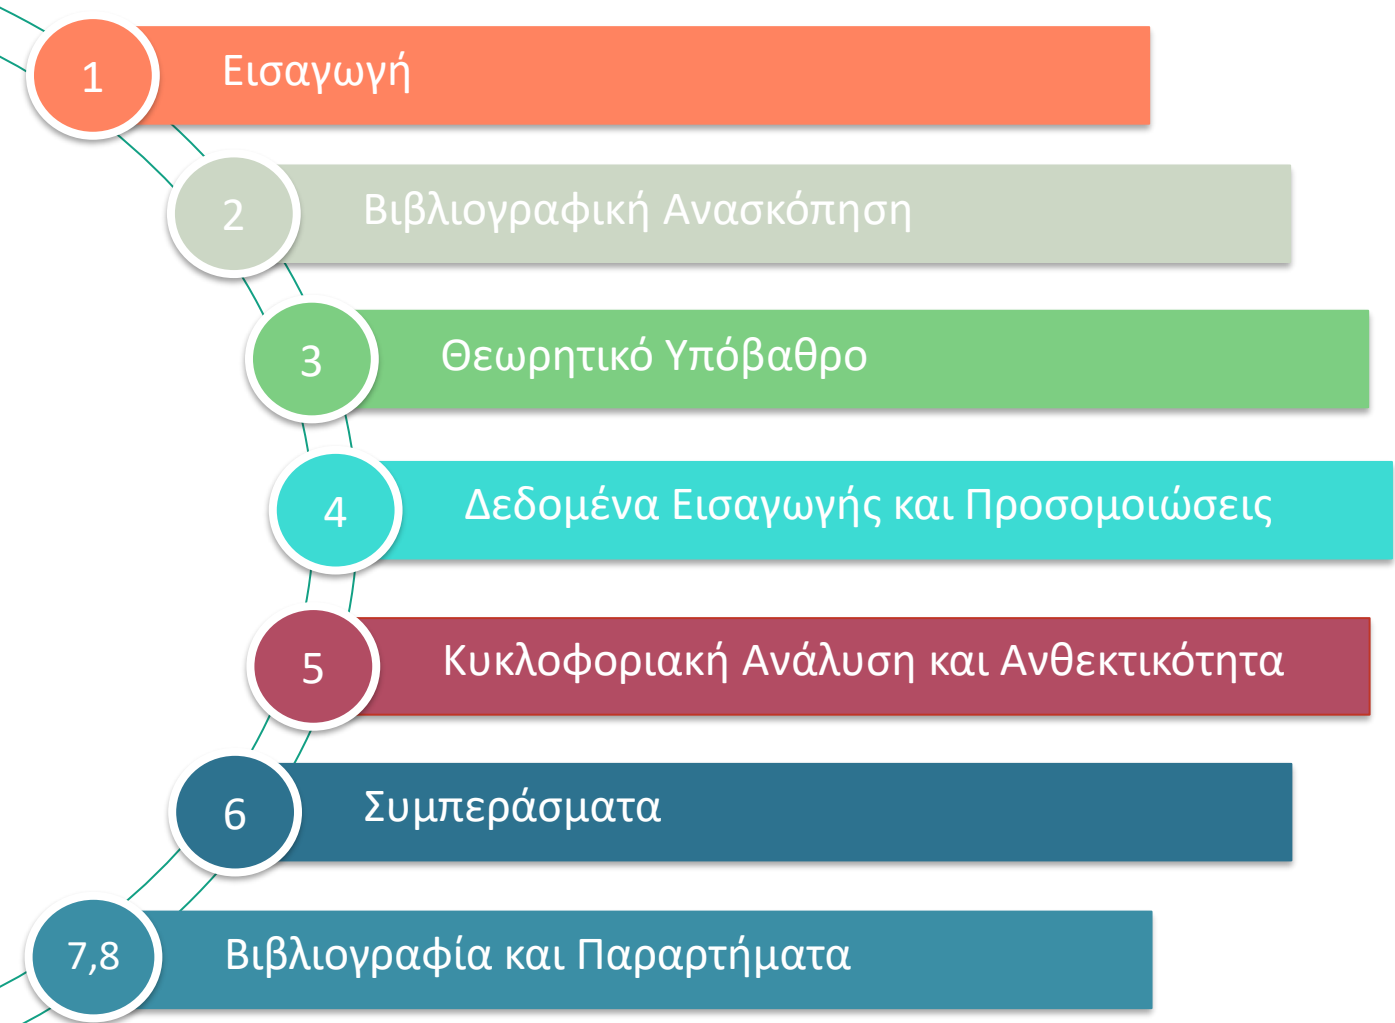 1 Εισαγωγή
2 Βιβλιογραφική Ανασκόπηση
3 Θεωρητικό Υπόβαθρο
4 Δεδομένα Εισαγωγής και Προσομοιώσεις
5 Κυκλοφοριακή Ανάλυση και Ανθεκτικότητα
6 Συμπεράσματα
7,8 Βιβλιογραφία και Παραρτήματα